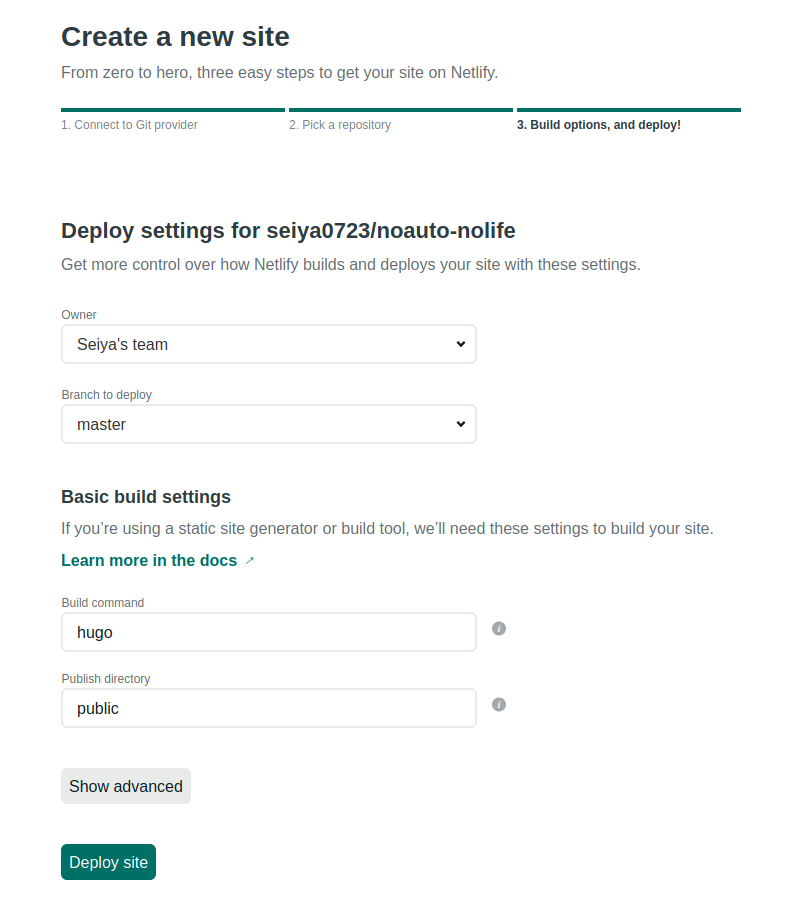 Create a new site
From zero to hero, three easy steps to get your site on Netlify.
1. Connect to Git provider
2. Pick a repository
3. Build options, and deploy!
Deploy settings for seiya0723/noauto-nolife
Get more control over how Netlify builds and deploys your site with these settings.
Owner
Seiya's team
Branch to deploy
master
Basic build settings
If you’re using a static site generator or build tool, we’ll need these settings to build your site.
Learn more in the docs ↗
Build command
hugo
Publish directory
public
Show advanced
Deploy site